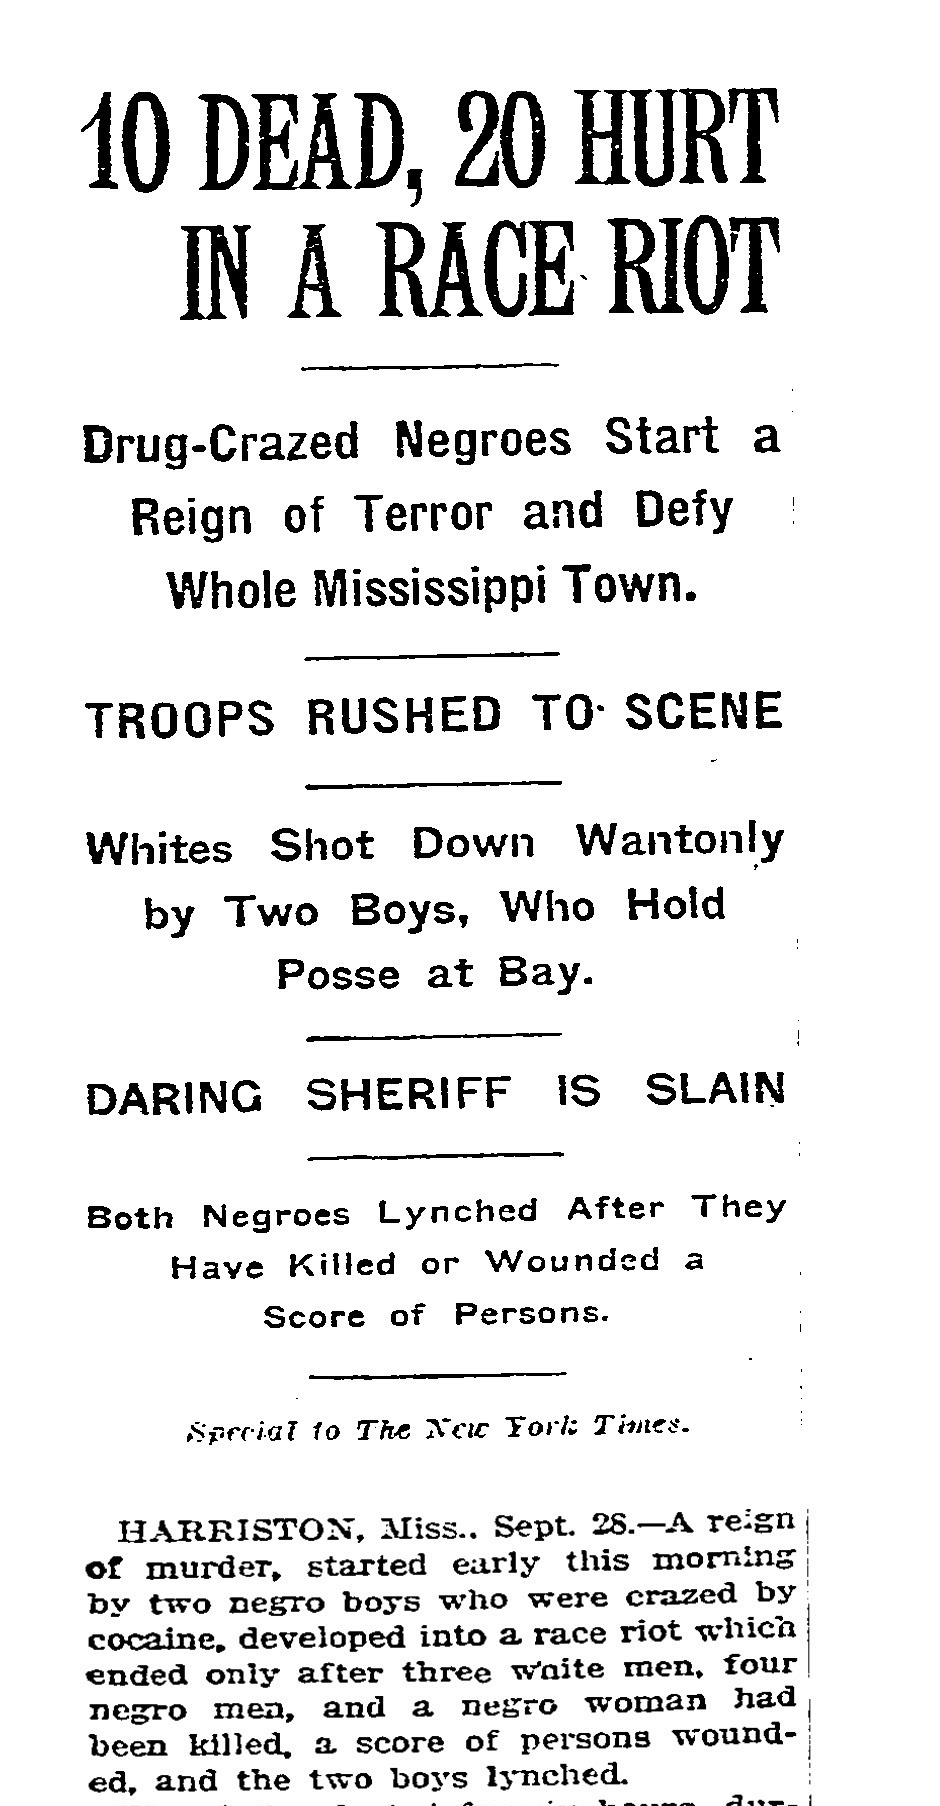 10 DEAD, 20 HURT
IN A RACE RIOT
Drug-Crazed Negroes Start a
Reign of Terror and Defy
Whole Mississippi Town.
TROOPS RUSHED TO SCENE
Whites Shot Down Wantonly
by Two Boys, Who Hold
Posse at Bay.
DARING SHERIFF IS SLAIN
Both Negroes Lynched After They
Have Killed or Wounded a
Score of Persons.
Special to The New York Times.
HARRISTON, Miss., Sept. 28.—A reign
of murder, started early this morning
by two negro boys who were crazed by
cocaine, developed into a race riot which
ended only after three white men, four
negro men, and a negro woman had
been killed, a score of persons wound-
ed, and the two boys lynched.